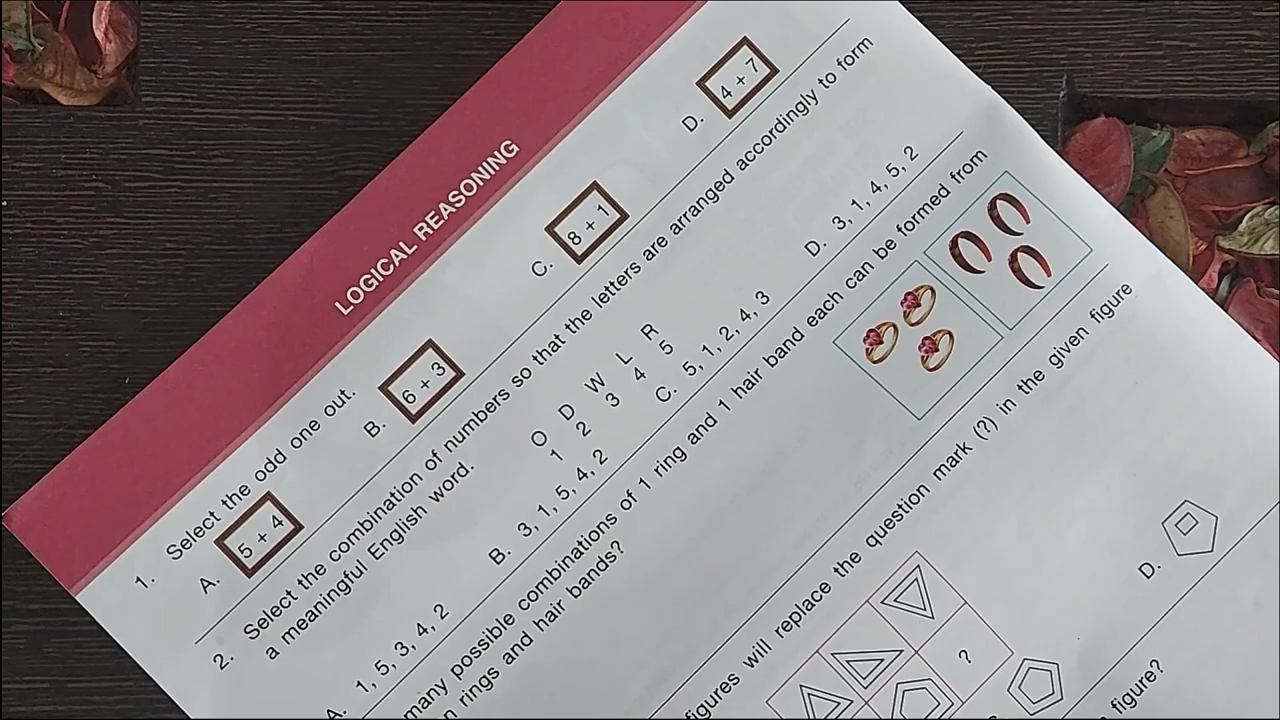 LOGICAL REASONING
1. Select the odd one out.
A. 5 + 4 B. 6 + 3 C. 8 + 1 D. 4 + 7
2. Select the combination of numbers so that the letters are arranged accordingly to form
a meaningful English word.
O D W L R
1 2 3 4 5
A. 1, 5, 3, 4, 2 B. 3, 1, 5, 4, 2 C. 5, 1, 2, 4, 3 D. 3, 1, 4, 5, 2
many possible combinations of 1 ring and 1 hair band each can be formed from
rings and hair bands?
figures will replace the question mark (?) in the given figure
?
D.
figure?